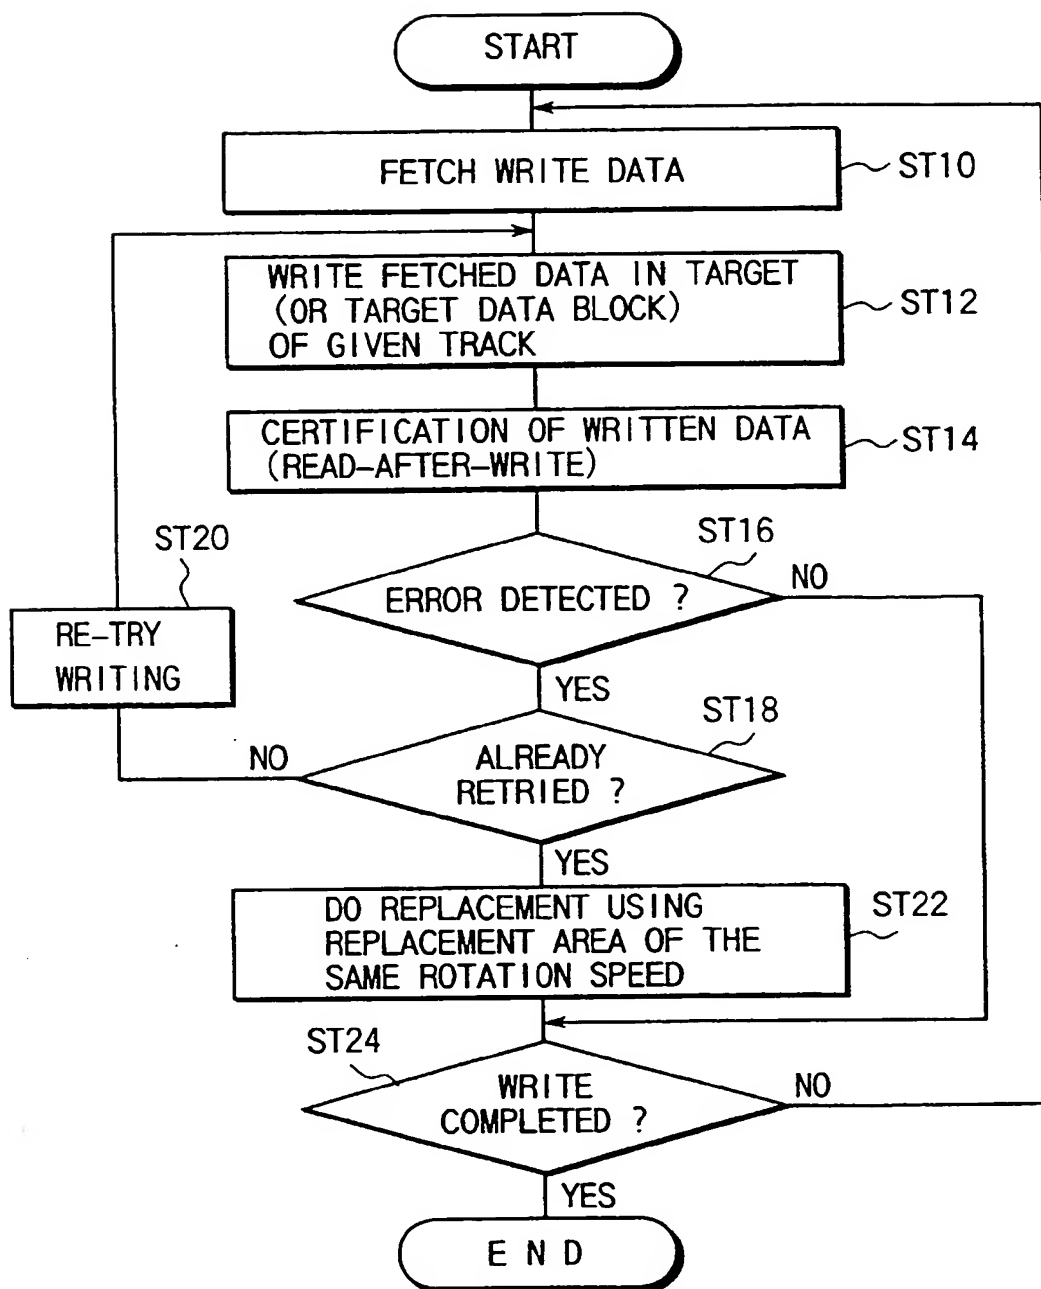 START
FETCH WRITE DATA
ST10
WRITE FETCHED DATA IN TARGET
(OR TARGET DATA BLOCK)
OF GIVEN TRACK
ST12
CERTIFICATION OF WRITTEN DATA
(READ-AFTER-WRITE)
ST14
ST20
RE-TRY
WRITING
ST16
ERROR DETECTED ?
NO
YES
ST18
ALREADY
RETRIED ?
NO
YES
DO REPLACEMENT USING
REPLACEMENT AREA OF THE
SAME ROTATION SPEED
ST22
ST24
WRITE
COMPLETED ?
NO
YES
END